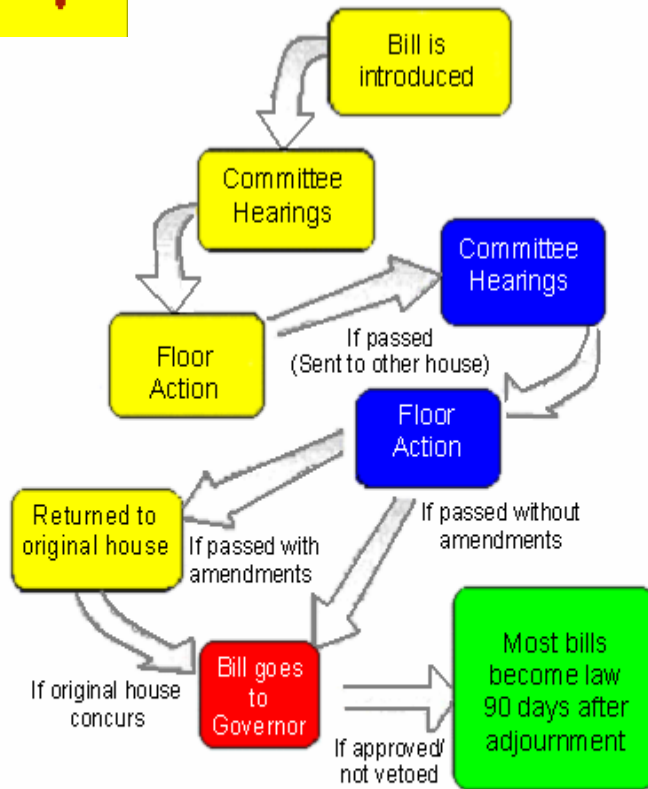 Bill is
introduced
Committee
Hearings
Committee
Hearings
Floor
Action
If passed
(Sent to other house)
Floor
Action
Returned to
original house
If passed with
amendments
If passed without
amendments
If original house
concurs
Bill goes
to
Governor
If approved/
not vetoed
Most bills
become law
90 days after
adjournment